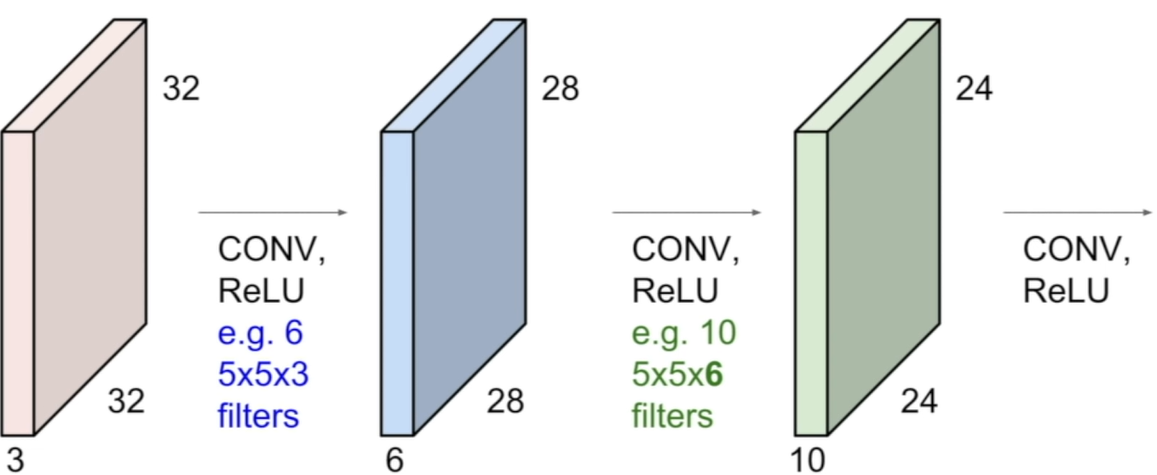 32
32
3
CONV,
ReLU
e.g. 6
5x5x3
filters
28
28
6
CONV,
ReLU
e.g. 10
5x5x6
filters
24
24
10
CONV,
ReLU